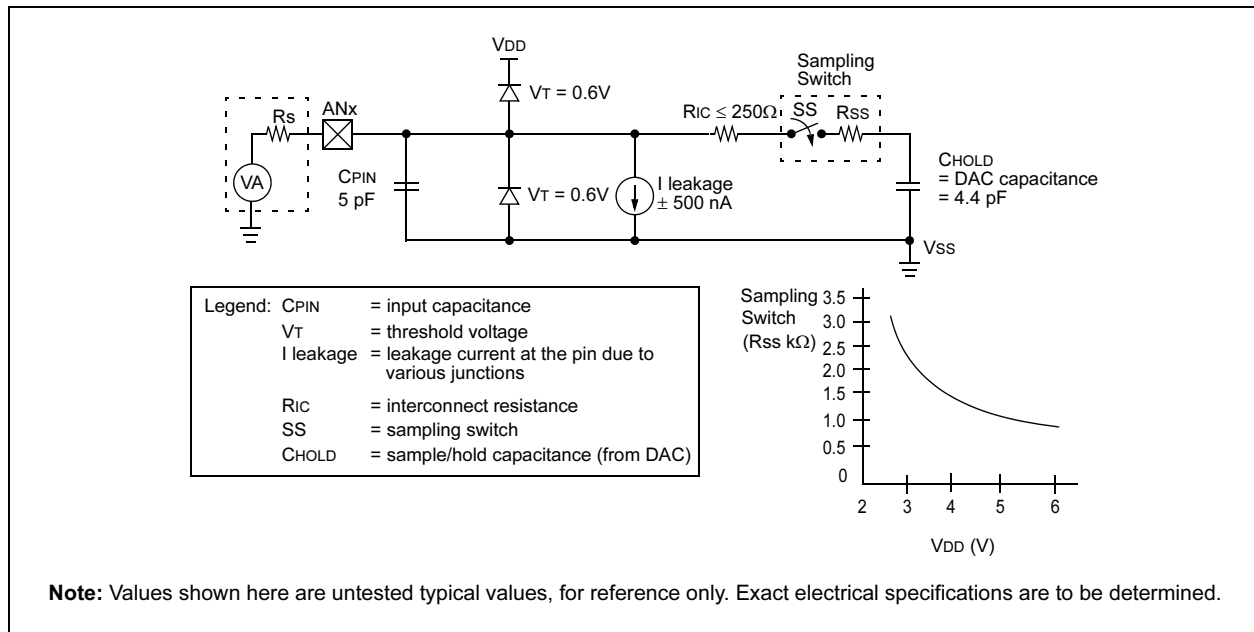 VDD
VT = 0.6V
Sampling
Switch
Rs
ANx
RIC ≤ 250Ω
SS
RSS
VA
CPIN
5 pF
VT = 0.6V
I leakage
± 500 nA
CHOLD
= DAC capacitance
= 4.4 pF
VSS
Legend: CPIN = input capacitance
VT = threshold voltage
I leakage = leakage current at the pin due to
various junctions
RIC = interconnect resistance
SS = sampling switch
CHOLD = sample/hold capacitance (from DAC)
Sampling
Switch
(Rss kΩ)
3.5
3.0
2.5
2.0
1.5
1.0
0.5
0
2 3 4 5 6
VDD (V)
Note: Values shown here are untested typical values, for reference only. Exact electrical specifications are to be determined.